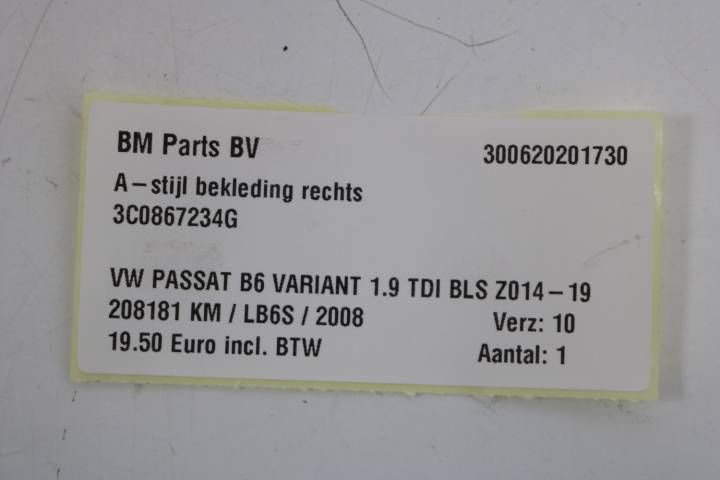 BM Parts BV 300620201730
A-stijl bekleding rechts
3C0867234G
VW PASSAT B6 VARIANT 1.9 TDI BLS Z014-19
208181 KM / LB6S / 2008 Verz: 10
19.50 Euro incl. BTW Aantal: 1